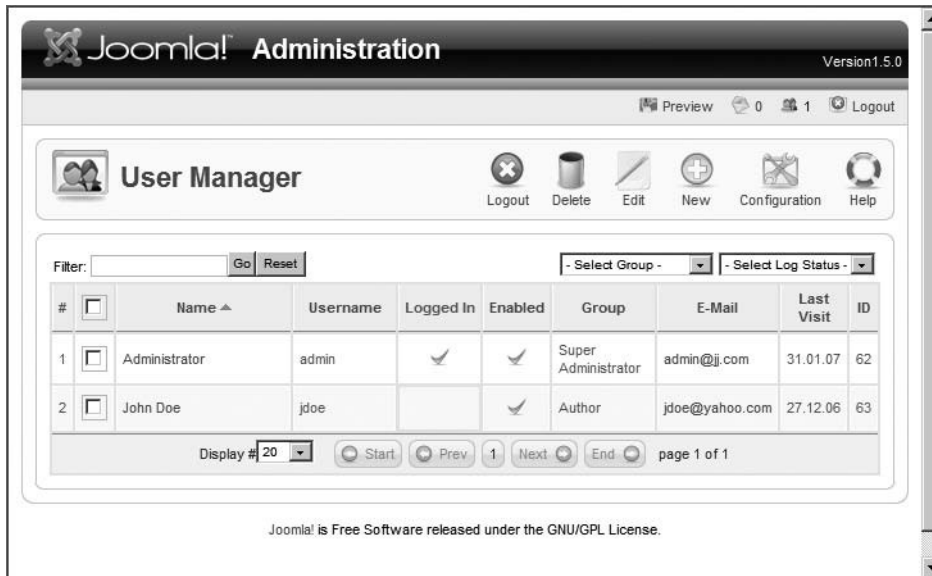 Joomla!™ Administration
Version1.5.0
Preview 0 1 Logout
User Manager
Logout Delete Edit New Configuration Help
Filter: Go Reset - Select Group - - Select Log Status -
# Name Username Logged In Enabled Group E-Mail Last Visit ID
1 Administrator admin Super Administrator admin@jj.com 31.01.07 62
2 John Doe jdoe Author jdoe@yahoo.com 27.12.06 63
Display # 20 Start Prev 1 Next End page 1 of 1
Joomla! is Free Software released under the GNU/GPL License.